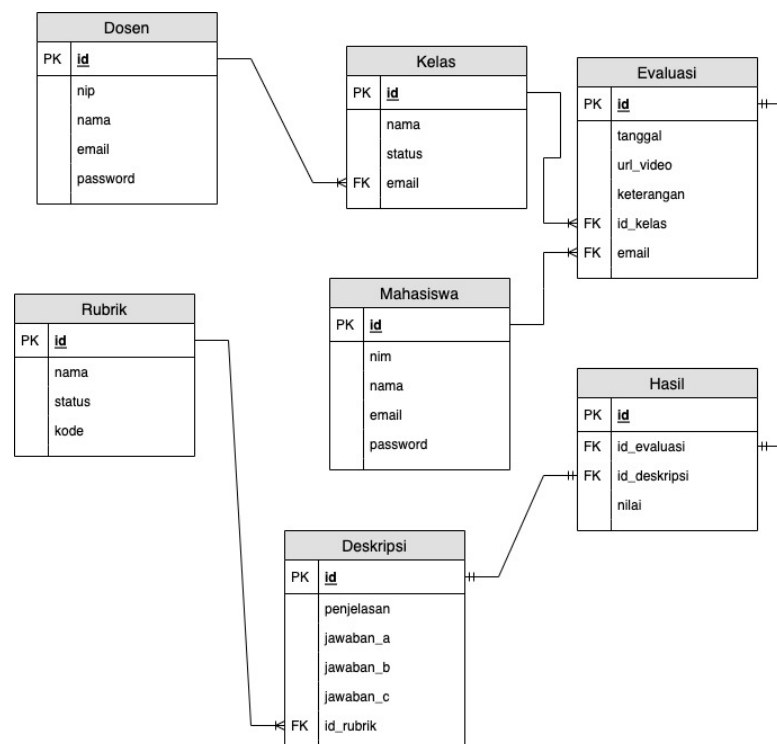 Dosen
PK id
nip
nama
email
password
Kelas
PK id
nama
status
FK email
Evaluasi
PK id
tanggal
url_video
keterangan
FK id_kelas
FK email
Rubrik
PK id
nama
status
kode
Mahasiswa
PK id
nim
nama
email
password
Hasil
PK id
FK id_evaluasi
FK id_deskripsi
nilai
Deskripsi
PK id
penjelasan
jawaban_a
jawaban_b
jawaban_c
FK id_rubrik